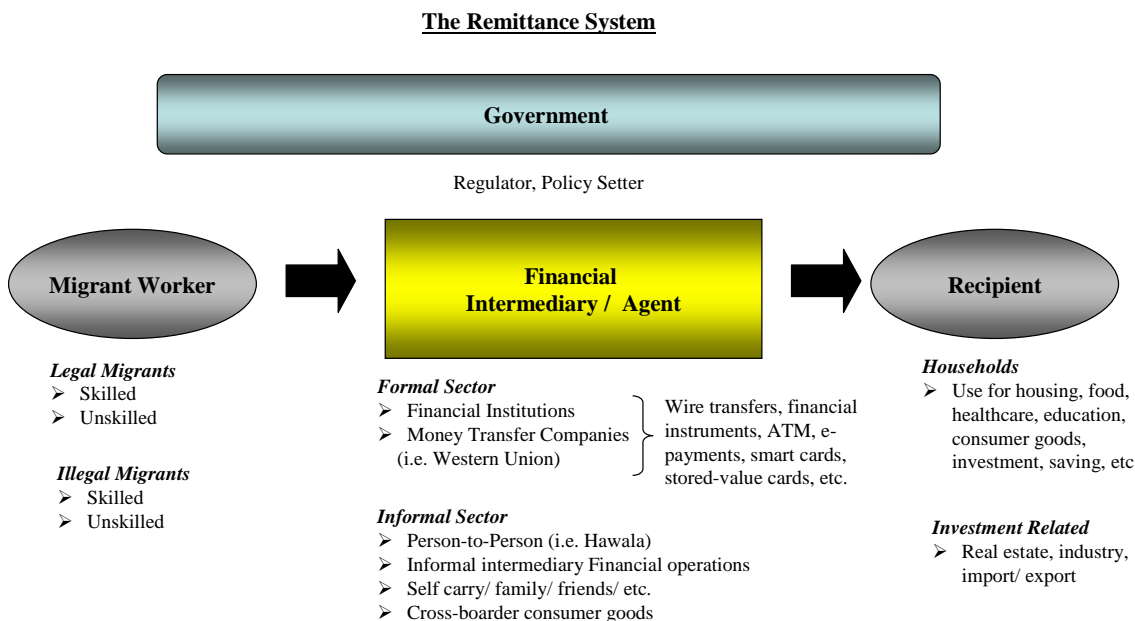 The Remittance System
Government
Regulator, Policy Setter
Migrant Worker
Financial
Intermediary / Agent
Recipient
Legal Migrants
➢ Skilled
➢ Unskilled
Illegal Migrants
➢ Skilled
➢ Unskilled
Formal Sector
➢ Financial Institutions
➢ Money Transfer Companies
(i.e. Western Union)
Wire transfers, financial
instruments, ATM, e-
payments, smart cards,
stored-value cards, etc.
Informal Sector
➢ Person-to-Person (i.e. Hawala)
➢ Informal intermediary Financial operations
➢ Self carry/ family/ friends/ etc.
➢ Cross-boarder consumer goods
Households
➢ Use for housing, food,
healthcare, education,
consumer goods,
investment, saving, etc
Investment Related
➢ Real estate, industry,
import/ export